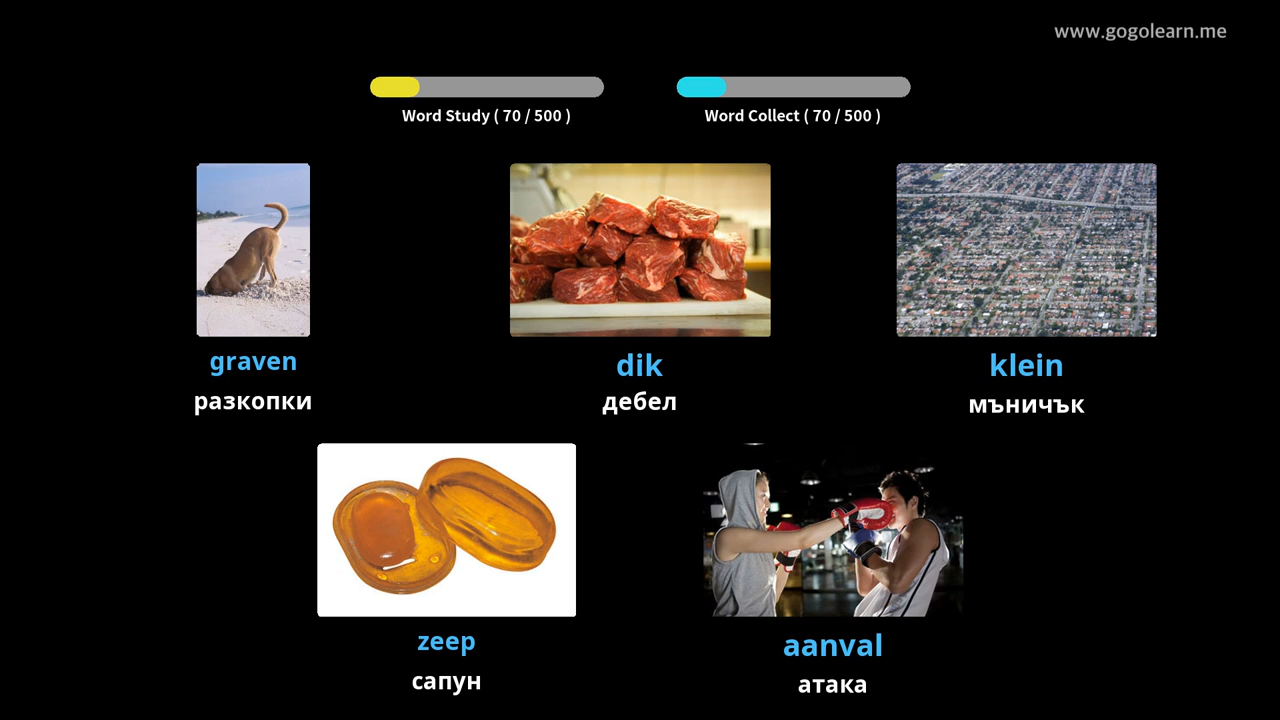 www.gogolearn.me
Word Study ( 70 / 500 )
Word Collect ( 70 / 500 )
graven
разкопки
dik
дебел
klein
мъничък
zeep
сапун
aanval
атака